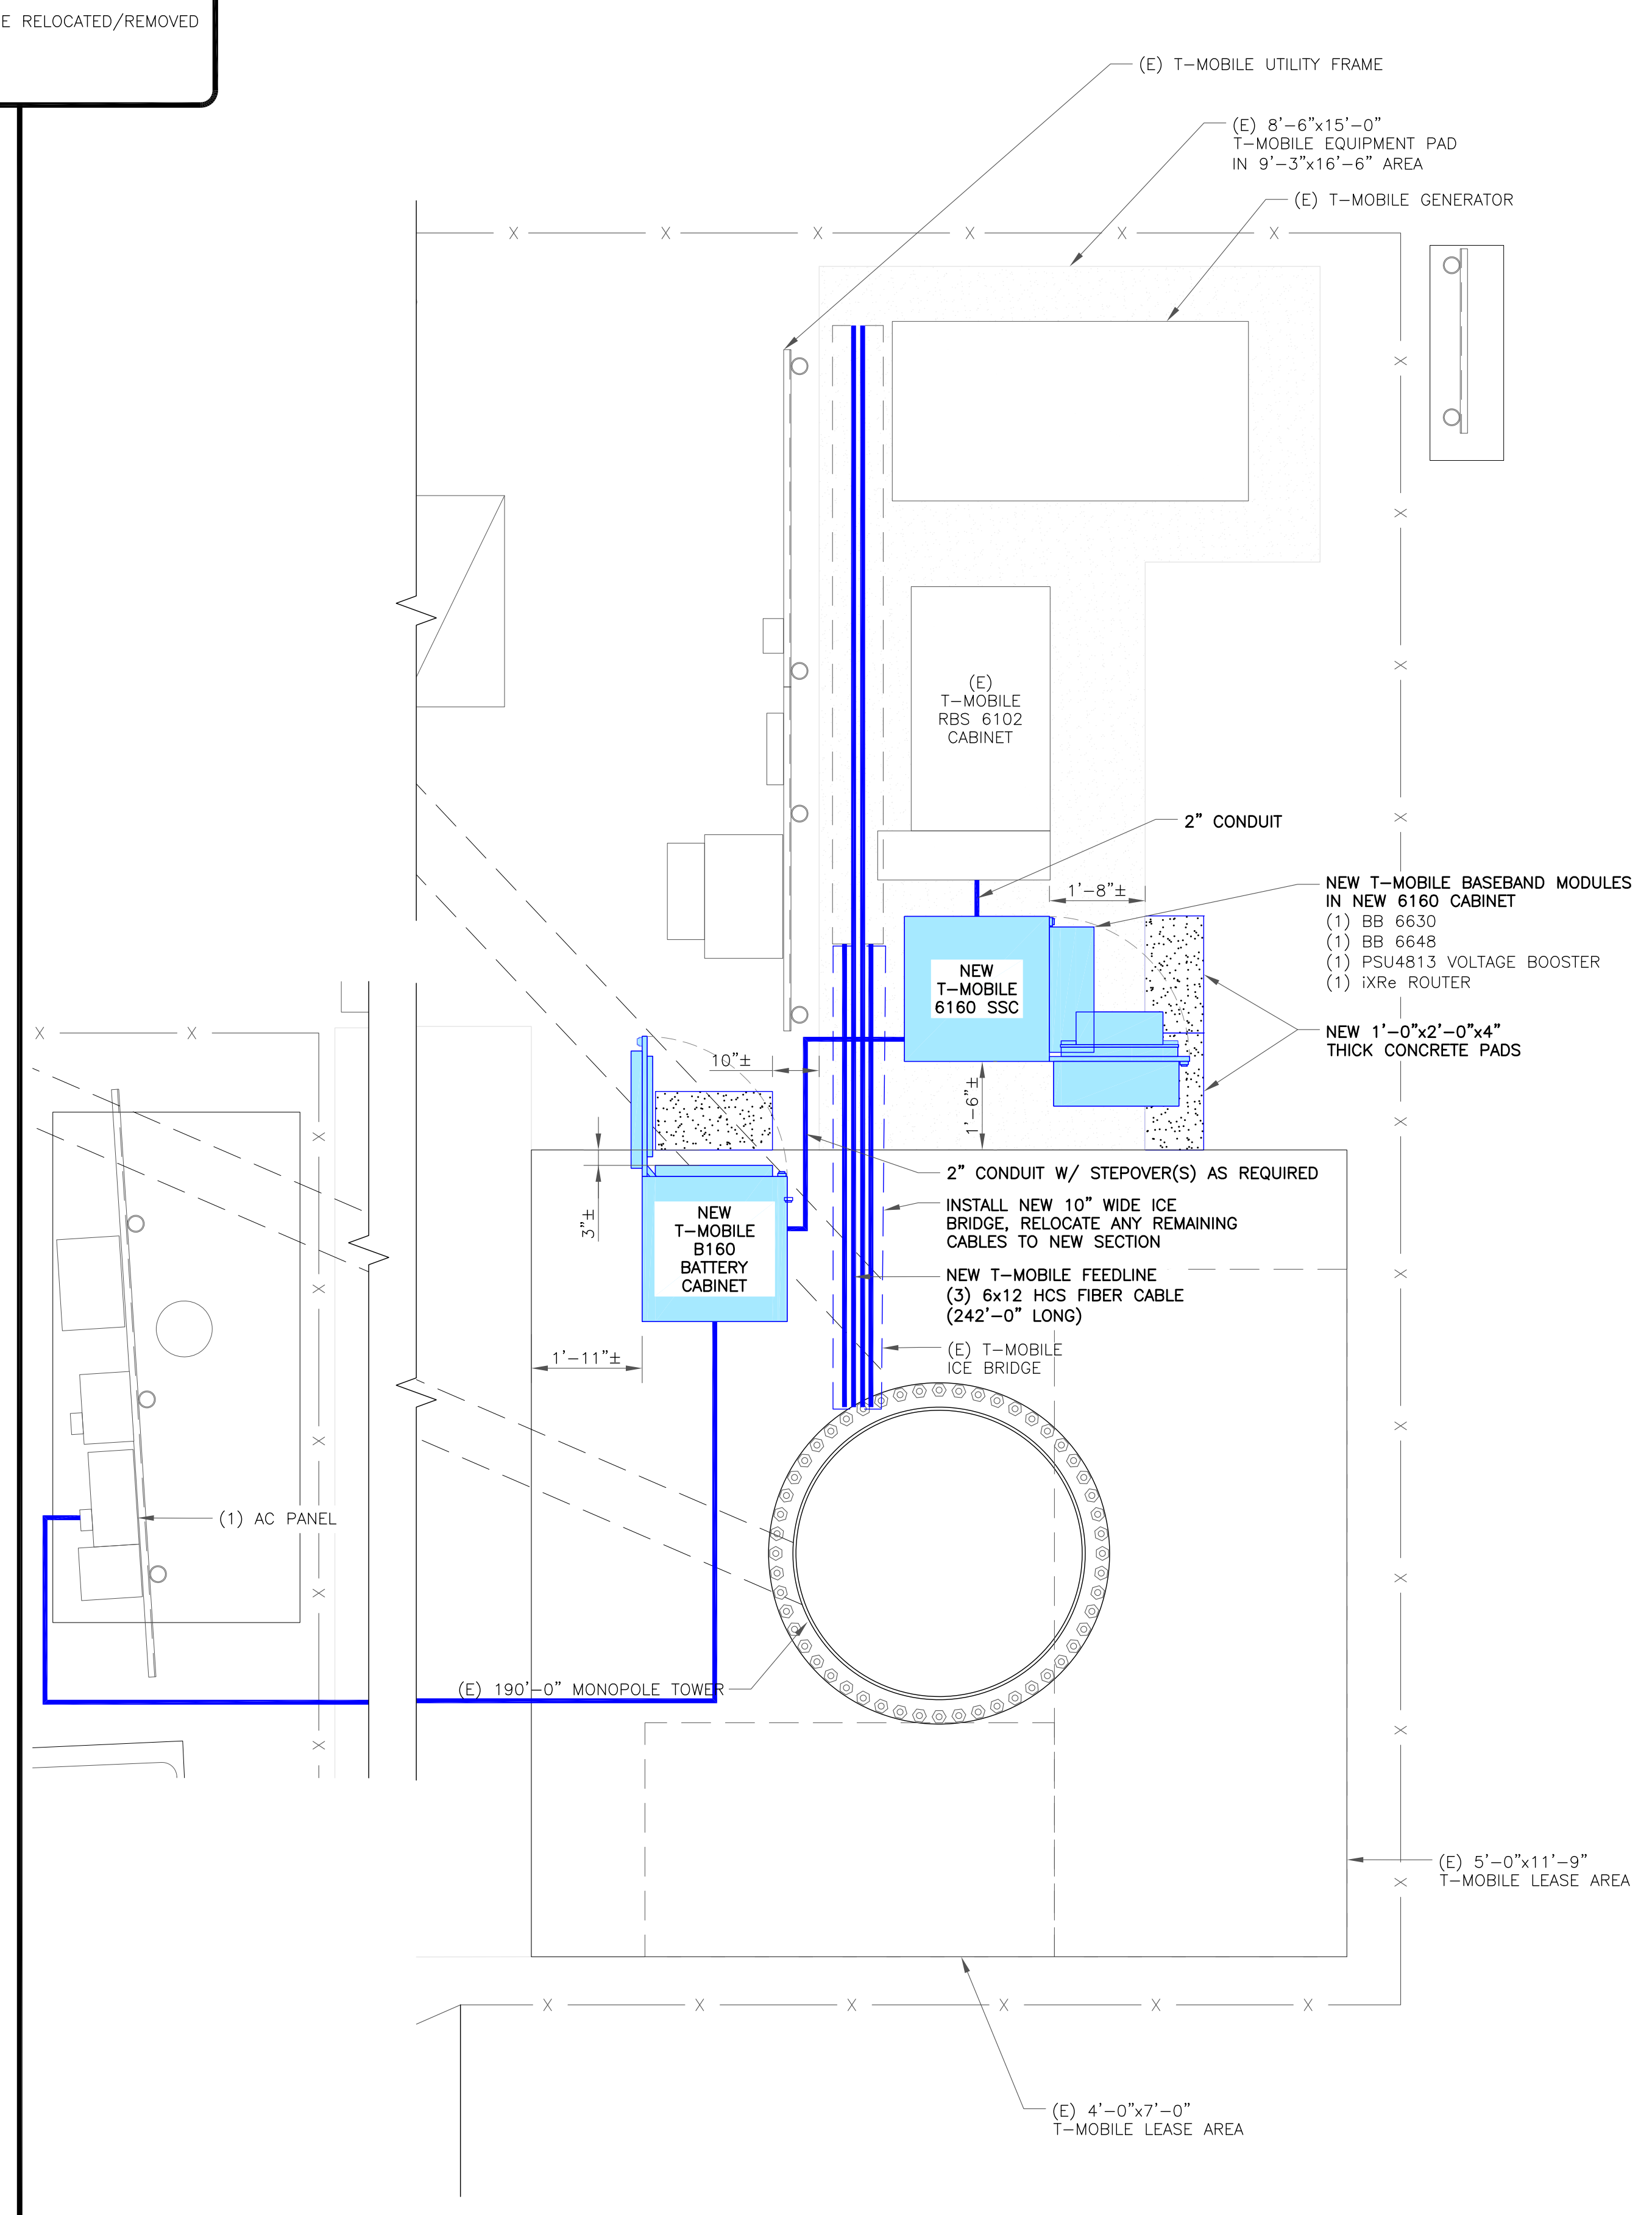 E RELOCATED/REMOVED
(E) T-MOBILE UTILITY FRAME
(E) 8'-6"x15'-0"
T-MOBILE EQUIPMENT PAD
IN 9'-3"x16'-6" AREA
(E) T-MOBILE GENERATOR
(E)
T-MOBILE
RBS 6102
CABINET
2" CONDUIT
1'-8"±
NEW T-MOBILE BASEBAND MODULES
IN NEW 6160 CABINET
(1) BB 6630
(1) BB 6648
(1) PSU4813 VOLTAGE BOOSTER
(1) iXRe ROUTER
NEW
T-MOBILE
6160 SSC
NEW 1'-0"x2'-0"x4"
THICK CONCRETE PADS
10"±
1'-6"±
2" CONDUIT W/ STEPOVER(S) AS REQUIRED
3"±
NEW
T-MOBILE
B160
BATTERY
CABINET
INSTALL NEW 10" WIDE ICE
BRIDGE, RELOCATE ANY REMAINING
CABLES TO NEW SECTION
NEW T-MOBILE FEEDLINE
(3) 6x12 HCS FIBER CABLE
(242'-0" LONG)
(E) T-MOBILE
ICE BRIDGE
1'-11"±
(1) AC PANEL
(E) 190'-0" MONOPOLE TOWER
(E) 5'-0"x11'-9"
T-MOBILE LEASE AREA
(E) 4'-0"x7'-0"
T-MOBILE LEASE AREA